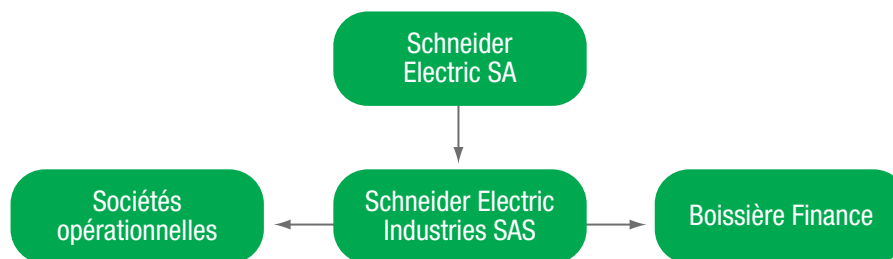 Schneider
Electric SA
Sociétés
opérationnelles
Schneider Electric
Industries SAS
Boissière Finance